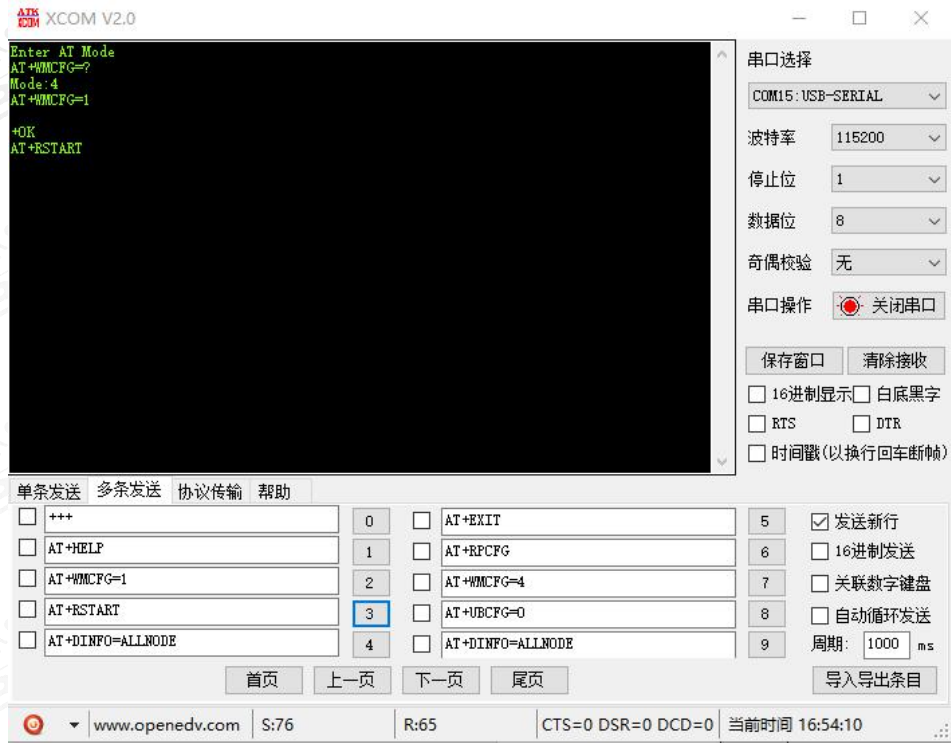 ATK XCOM XCOM V2.0
Enter AT Mode
AT+WMCFG=?
Mode:4
AT+WMCFG=1
+OK
AT+RSTART
串口选择
COM15:USB-SERIAL
波特率 115200
停止位 1
数据位 8
奇偶校验 无
串口操作 关闭串口
保存窗口 清除接收
16进制显示 白底黑字
RTS DTR
时间戳(以换行回车断帧)
单条发送 多条发送 协议传输 帮助
+++ 0 AT+EXIT 5 发送新行
AT+HELP 1 AT+RPCFG 6 16进制发送
AT+WMCFG=1 2 AT+WMCFG=4 7 关联数字键盘
AT+RSTART 3 AT+UBCFG=0 8 自动循环发送
AT+DINFO=ALLNODE 4 AT+DINFO=ALLNODE 9 周期: 1000 ms
首页 上一页 下一页 尾页 导入导出条目
www.openedv.com S:76 R:65 CTS=0 DSR=0 DCD=0 当前时间 16:54:10